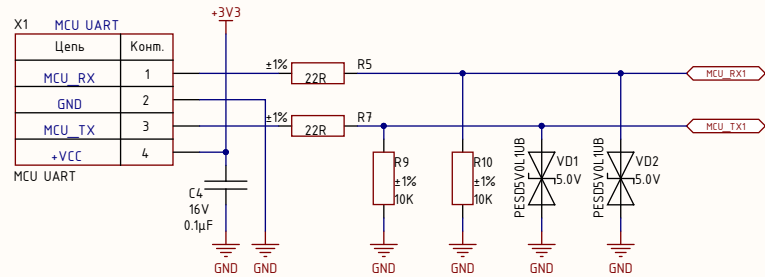 +3V3
X1 MCU UART
Цепь Конт.
MCU_RX 1
GND 2
MCU_TX 3
+VCC 4
MCU UART
±1% R5
22R
±1% R7
22R
MCU_RX1
MCU_TX1
C4
16V
0.1µF
R9
±1%
10K
R10
±1%
10K
PESD5V0L1UB
VD1
5.0V
PESD5V0L1UB
VD2
5.0V
GND GND GND GND GND GND